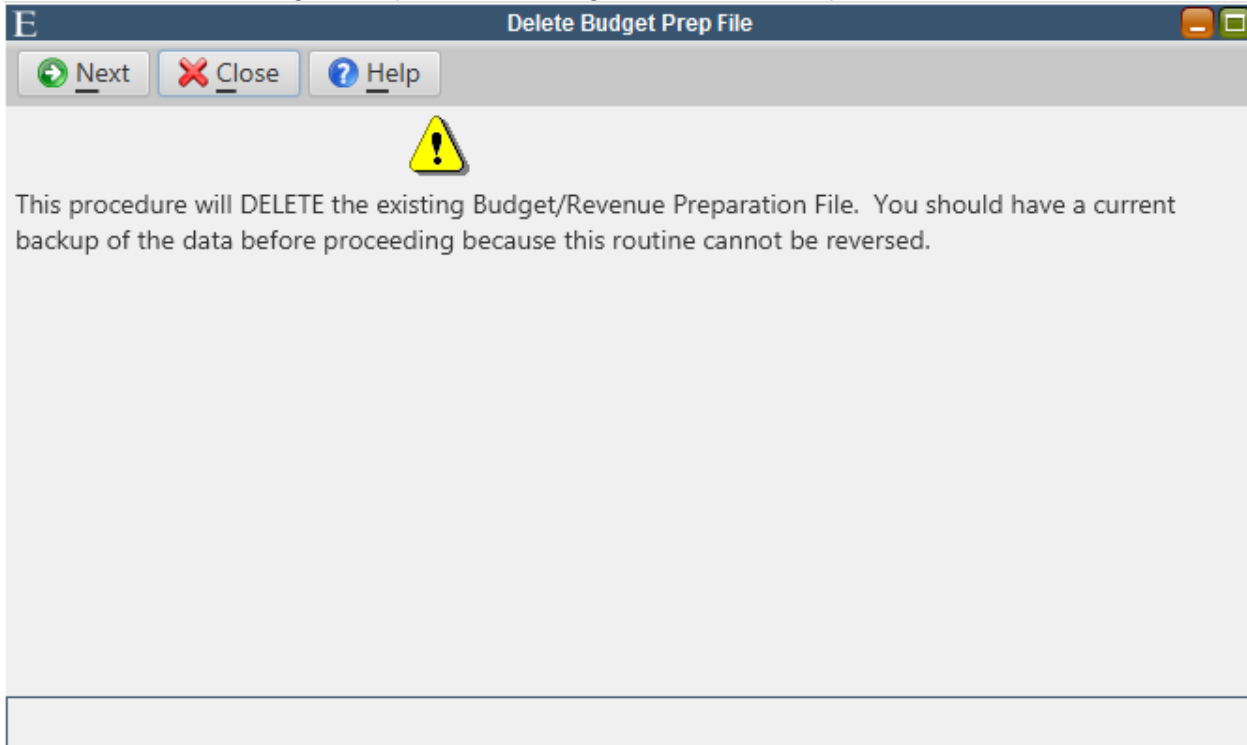 E Delete Budget Prep File
Next Close Help
This procedure will DELETE the existing Budget/Revenue Preparation File.  You should have a current
backup of the data before proceeding because this routine cannot be reversed.